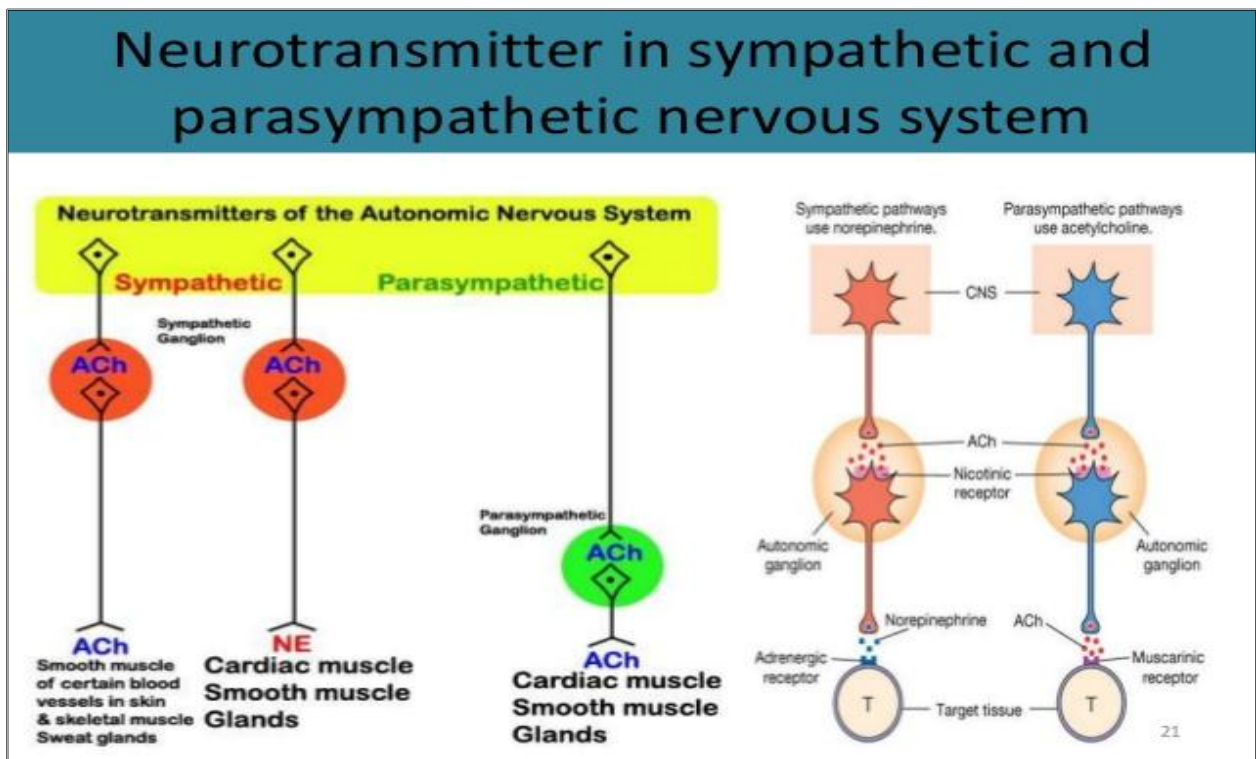 Neurotransmitter in sympathetic and
parasympathetic nervous system
Neurotransmitters of the Autonomic Nervous System
Sympathetic
Parasympathetic
Sympathetic
Ganglion
ACh
ACh
Parasympathetic
Ganglion
ACh
ACh
Smooth muscle
of certain blood
vessels in skin
& skeletal muscle
Sweat glands
NE
Cardiac muscle
Smooth muscle
Glands
ACh
Cardiac muscle
Smooth muscle
Glands
Sympathetic pathways
use norepinephrine.
Parasympathetic pathways
use acetylcholine.
CNS
ACh
Nicotinic
receptor
Autonomic
ganglion
Autonomic
ganglion
Norepinephrine
ACh
Adrenergic
receptor
Muscarinic
receptor
T
Target tissue
T
21